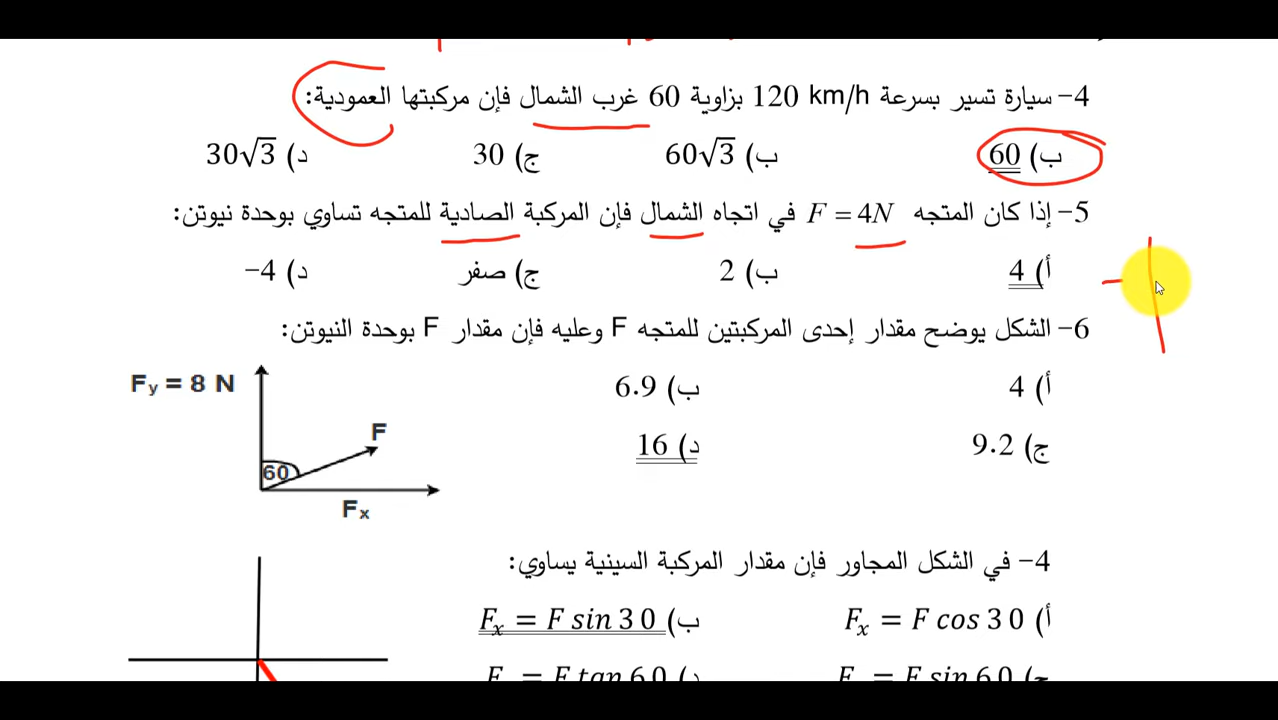 4- سيارة تسير بسرعة 120 km/h بزاوية 60 غرب الشمال فإن مركبتها العمودية:
ب) 60 ب) 60√3 ج) 30 د) 30√3
5- إذا كان المتجه F = 4N في اتجاه الشمال فإن المركبة الصادية للمتجه تساوي بوحدة نيوتن:
أ) 4 ب) 2 ج) صفر د) 4−
6- الشكل يوضح مقدار إحدى المركبتين للمتجه F وعليه فإن مقدار F بوحدة النيوتن:
أ) 4 ب) 6.9
ج) 9.2 د) 16
Fy = 8 N
F
60
Fx
4- في الشكل المجاور فإن مقدار المركبة السينية يساوي:
أ) Fx = F cos 30 ب) Fx = F sin 30